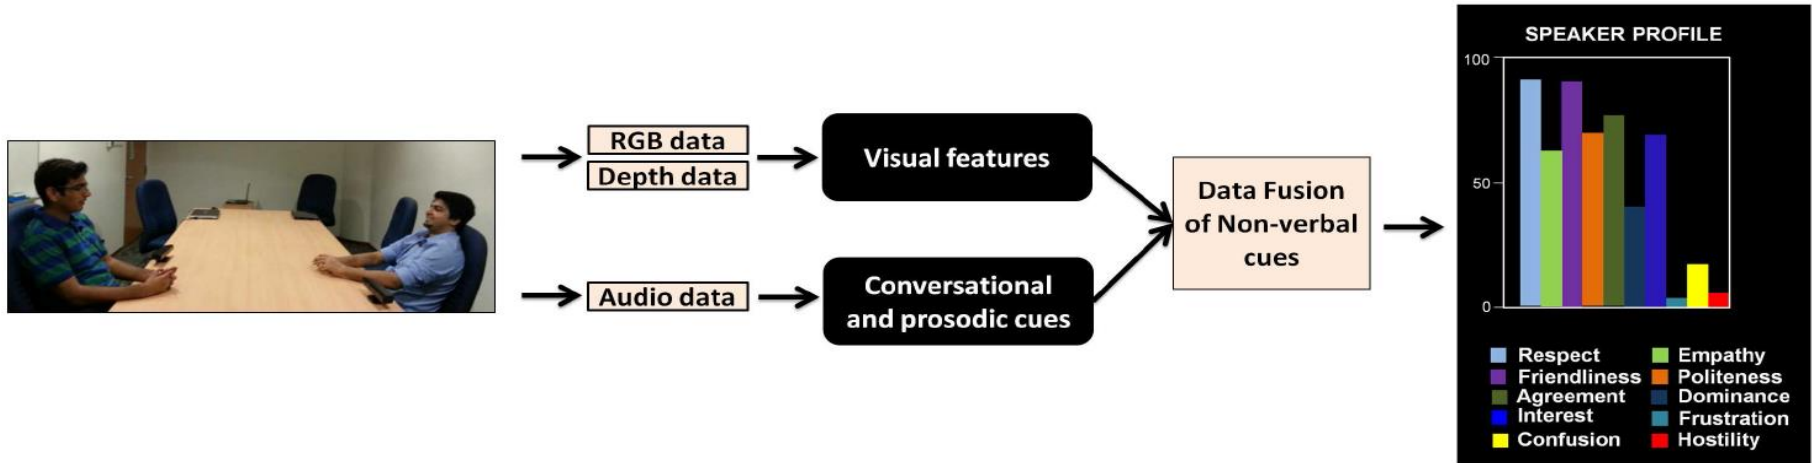 RGB data
Depth data
Audio data
Visual features
Conversational
and prosodic cues
Data Fusion
of Non-verbal
cues
SPEAKER PROFILE
100
50
0
Respect
Empathy
Friendliness
Politeness
Agreement
Dominance
Interest
Frustration
Confusion
Hostility